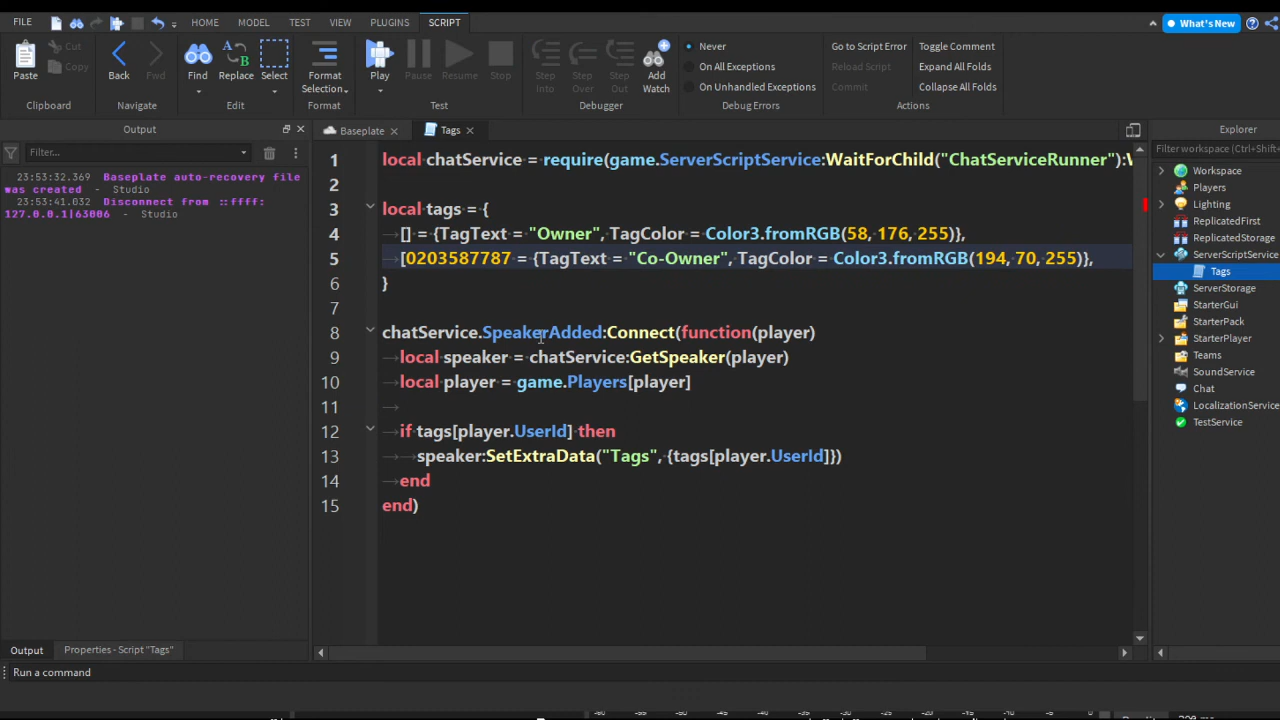 FILE HOME MODEL TEST VIEW PLUGINS SCRIPT
What's New
Cut
Copy
Paste
Back Fwd
Find Replace Select
Format
Selection
Play Pause Resume Stop
Step
Into
Step
Over
Step
Out
Add
Watch
Never
On All Exceptions
On Unhandled Exceptions
Go to Script Error
Reload Script
Commit
Toggle Comment
Expand All Folds
Collapse All Folds
Clipboard Navigate Edit Format Test Debugger Debug Errors Actions
Output
Baseplate Tags
Explorer
Filter...
Filter workspace (Ctrl+Shift+
23:53:32.369 Baseplate auto-recovery file
was created - Studio
23:53:41.032 Disconnect from ::ffff:
127.0.0.1|63006 - Studio
1 local chatService = require(game.ServerScriptService:WaitForChild("ChatServiceRunner"):W
2
3 local tags = {
4 [] = {TagText = "Owner", TagColor = Color3.fromRGB(58, 176, 255)},
5 [0203587787 = {TagText = "Co-Owner", TagColor = Color3.fromRGB(194, 70, 255)},
6 }
7
8 chatService.SpeakerAdded:Connect(function(player)
9 local speaker = chatService:GetSpeaker(player)
10 local player = game.Players[player]
11
12 if tags[player.UserId] then
13 speaker:SetExtraData("Tags", {tags[player.UserId]})
14 end
15 end)
Workspace
Players
Lighting
ReplicatedFirst
ReplicatedStorage
ServerScriptService
Tags
ServerStorage
StarterGui
StarterPack
StarterPlayer
Teams
SoundService
Chat
LocalizationService
TestService
Output Properties - Script "Tags"
Run a command